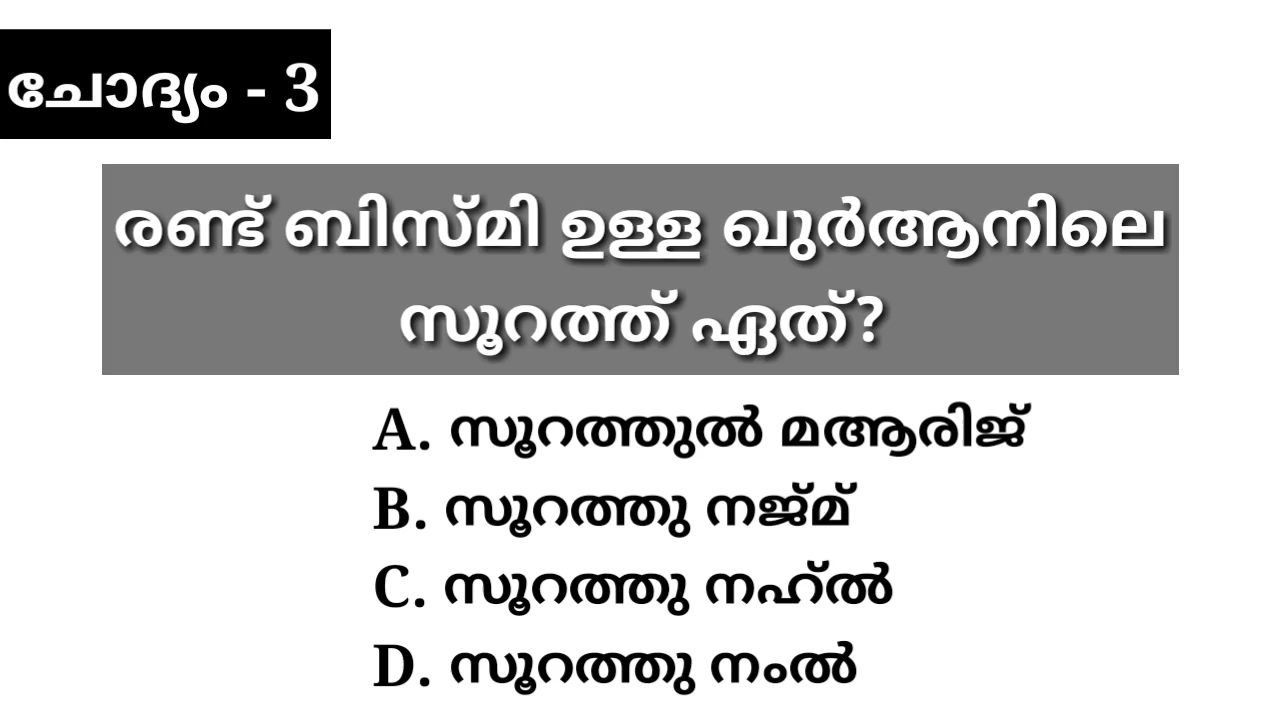 ചോദ്യം - 3
രണ്ട് ബിസ്മി ഉള്ള ഖുർആനിലെ
സൂറത്ത് ഏത്?
A. സൂറത്തുൽ മആരിജ്
B. സൂറത്തു നജ്മ്
C. സൂറത്തു നഹ്ൽ
D. സൂറത്തു നംൽ